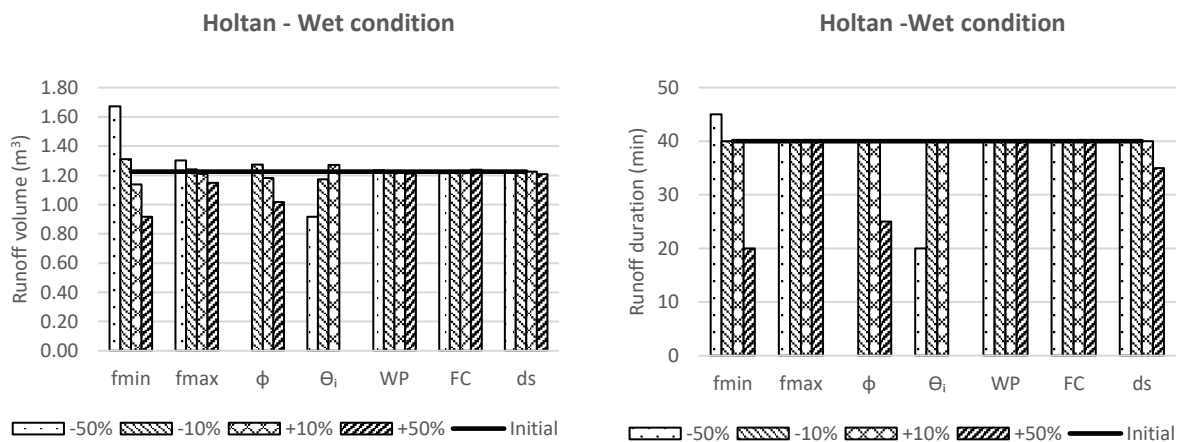 Holtan - Wet condition
Runoff volume (m³)
1.80
1.60
1.40
1.20
1.00
0.80
0.60
0.40
0.20
0.00
fmin fmax ϕ Θᵢ WP FC ds
-50% -10% +10% +50% Initial
Holtan -Wet condition
Runoff duration (min)
50
40
30
20
10
0
fmin fmax ϕ Θᵢ WP FC ds
-50% -10% +10% +50% Initial